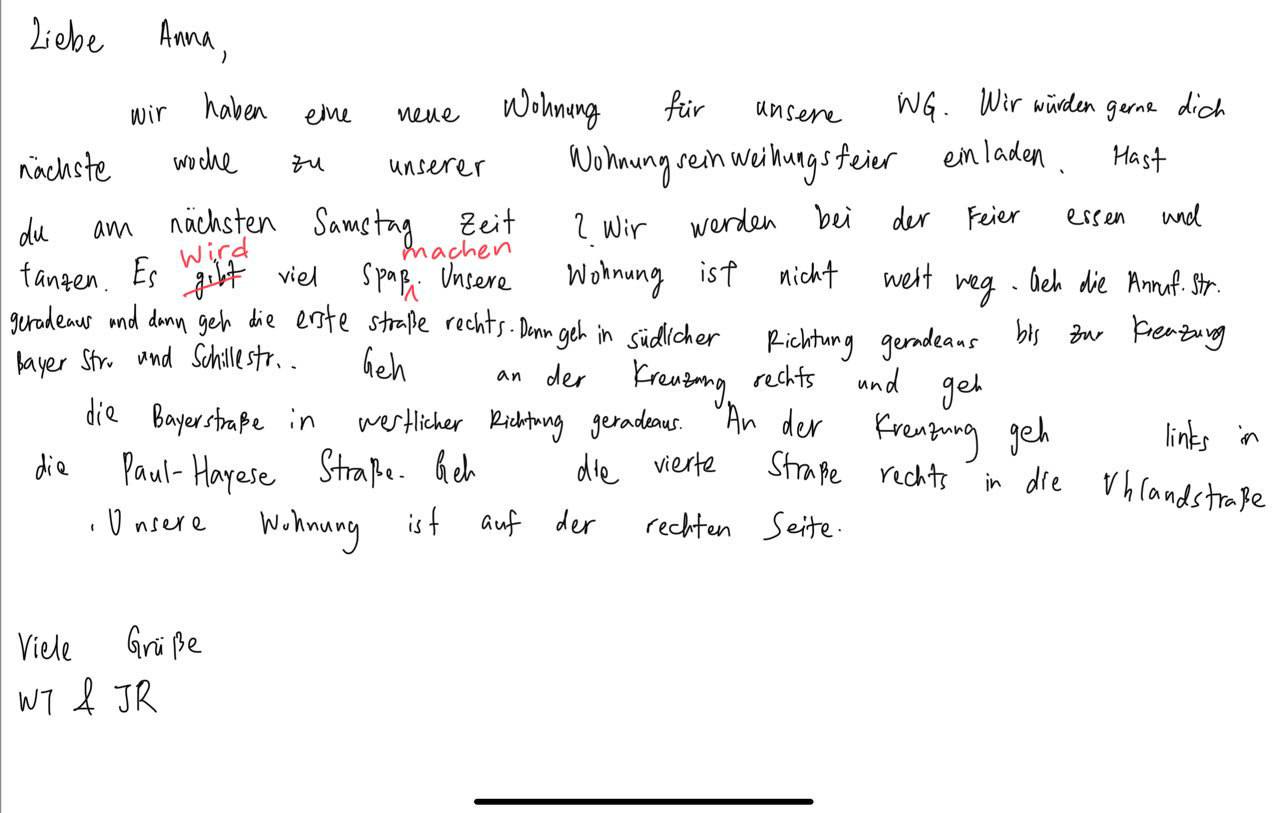 Liebe Anna,
wir haben eine neue Wohnung für unsere WG. Wir würden gerne dich
nächste woche zu unserer Wohnungseinweihungsfeier einladen. Hast
du am nächsten Samstag Zeit ? Wir werden bei der Feier essen und
wird machen
tanzen. Es gibt viel Spaß. Unsere Wohnung ist nicht weit weg. Geh die Arnulf. Str.
geradeaus und dann geh die erste straße rechts. Dann geh in südlicher Richtung geradeaus bis zur Kreuzung
Bayer Str. und Schillestr.. Geh an der Kreuzung rechts und geh
die Bayerstraße in westlicher Richtung geradeaus. An der Kreuzung geh links in
die Paul-Hayese Straße. Geh die vierte Straße rechts in die Uhlandstraße
. Unsere Wohnung ist auf der rechten Seite.
Viele Grüße
WT & JR